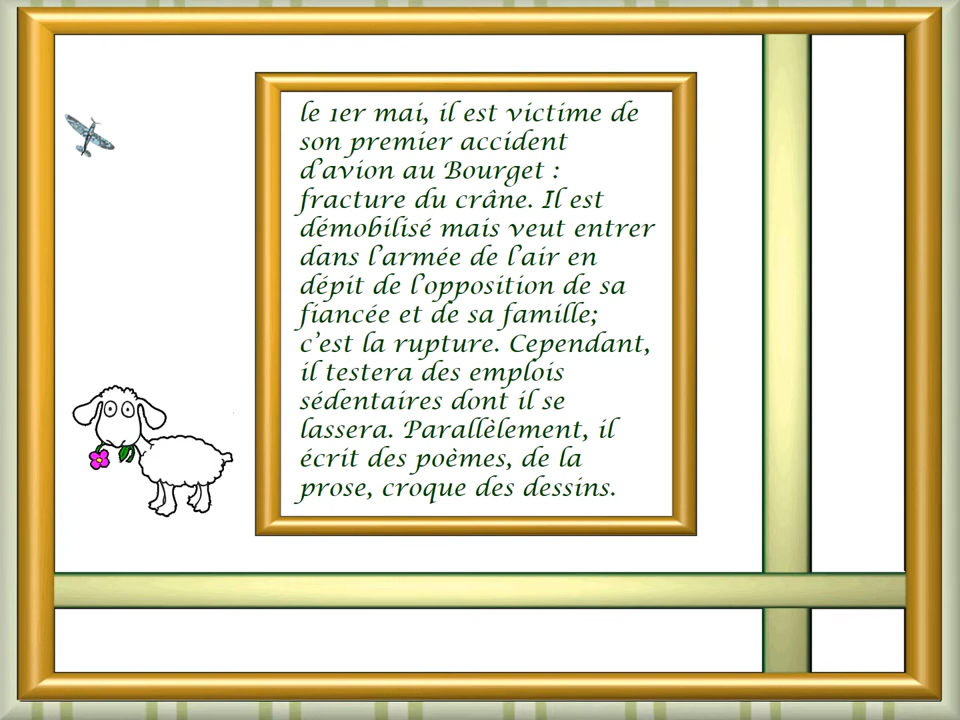 le 1er mai, il est victime de
son premier accident
d'avion au Bourget :
fracture du crâne. Il est
démobilisé mais veut entrer
dans l'armée de l'air en
dépit de l'opposition de sa
fiancée et de sa famille;
c'est la rupture. Cependant,
il testera des emplois
sédentaires dont il se
lassera. Parallèlement, il
écrit des poèmes, de la
prose, croque des dessins.